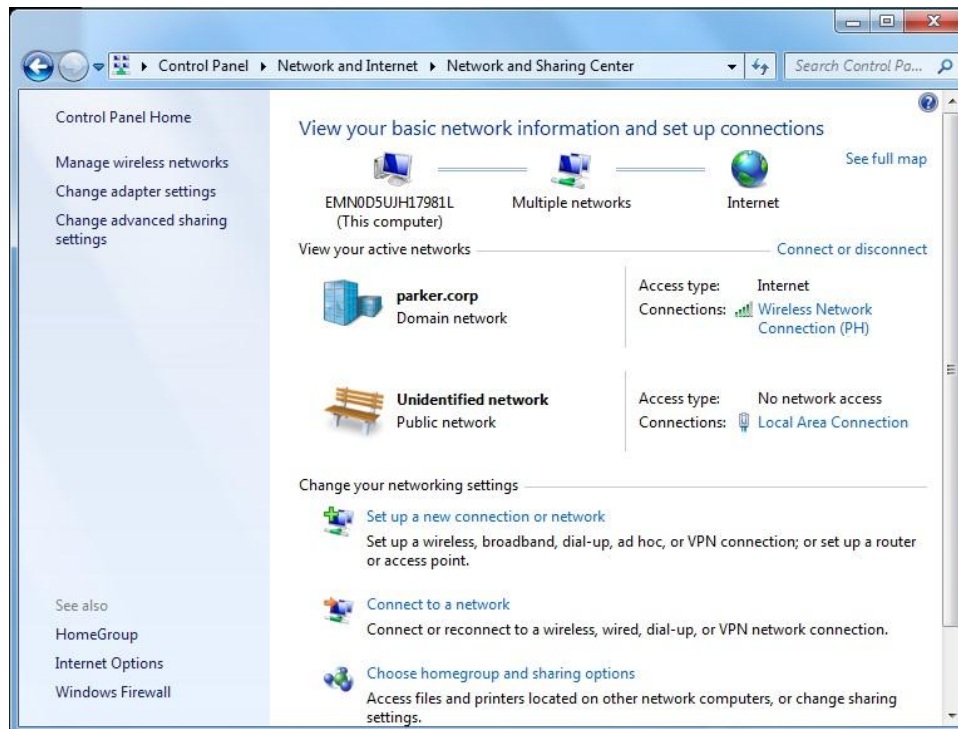 Control Panel ▸ Network and Internet ▸ Network and Sharing Center
Search Control Pa...
Control Panel Home
Manage wireless networks
Change adapter settings
Change advanced sharing
settings
See also
HomeGroup
Internet Options
Windows Firewall
View your basic network information and set up connections
See full map
EMN0D5UJH17981L
(This computer)
Multiple networks
Internet
View your active networks
Connect or disconnect
parker.corp
Domain network
Access type: Internet
Connections: Wireless Network
Connection (PH)
Unidentified network
Public network
Access type: No network access
Connections: Local Area Connection
Change your networking settings
Set up a new connection or network
Set up a wireless, broadband, dial-up, ad hoc, or VPN connection; or set up a router
or access point.
Connect to a network
Connect or reconnect to a wireless, wired, dial-up, or VPN network connection.
Choose homegroup and sharing options
Access files and printers located on other network computers, or change sharing
settings.